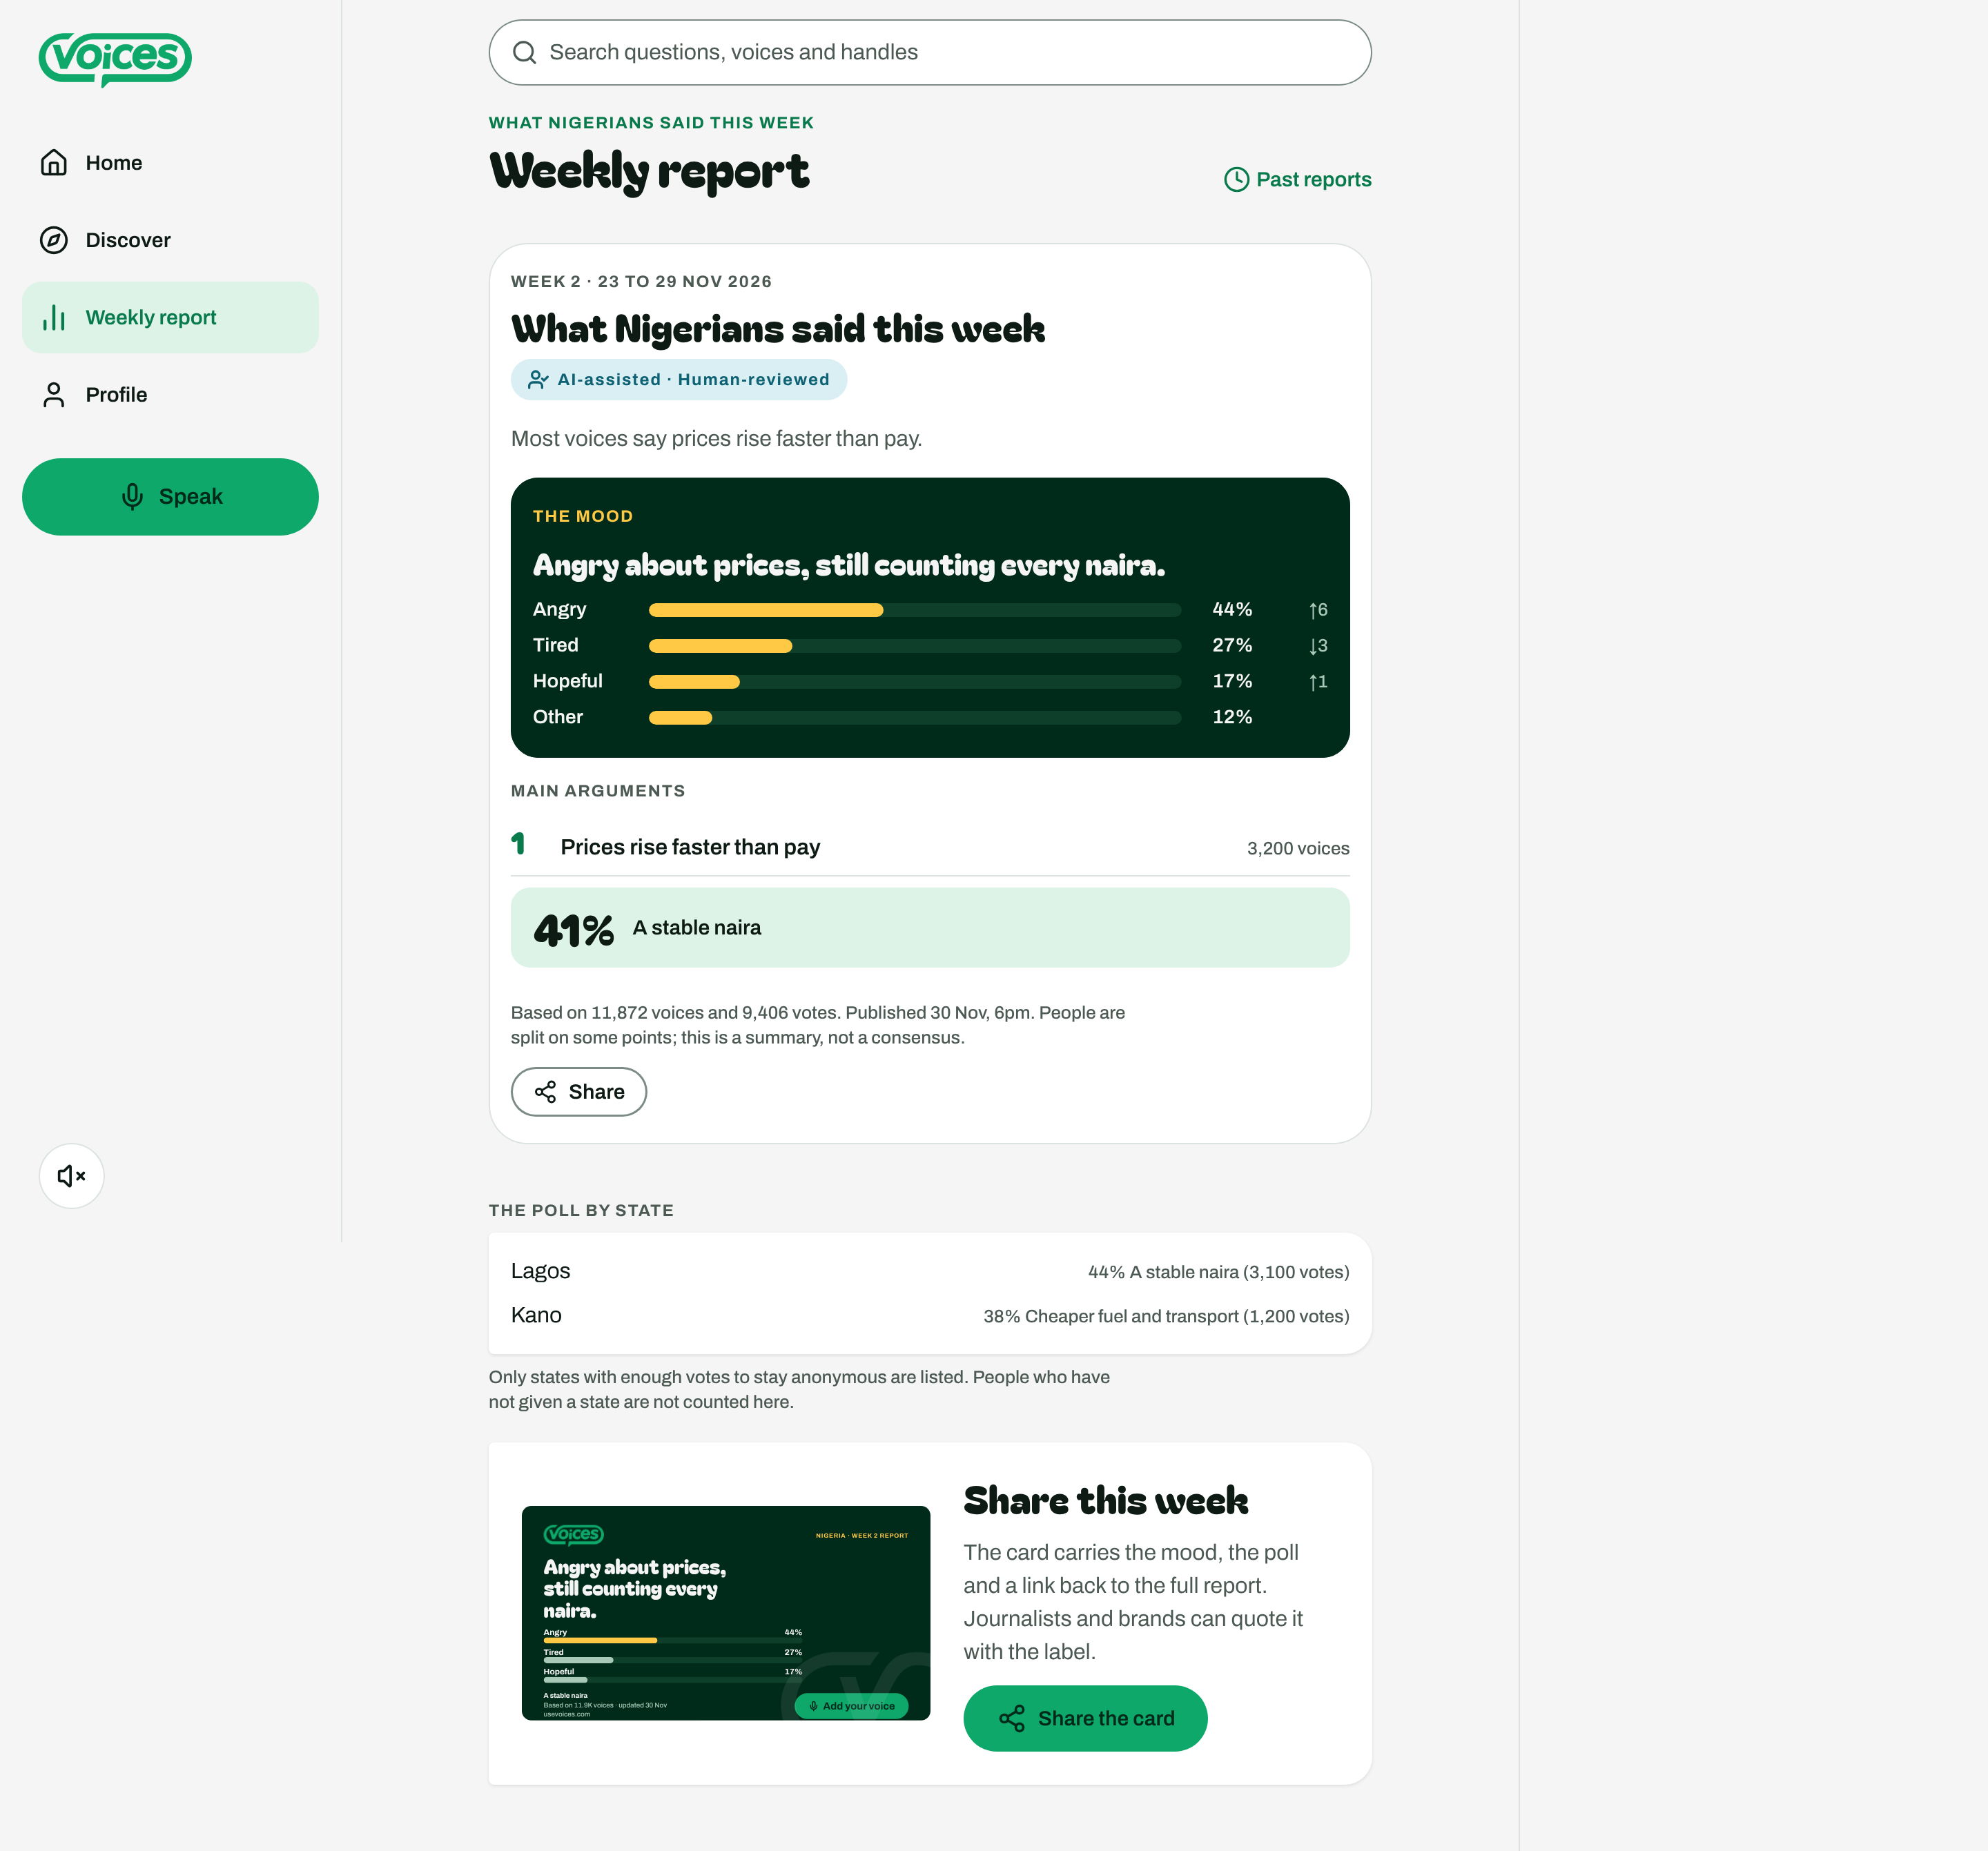 Voices
Search questions, voices and handles
WHAT NIGERIANS SAID THIS WEEK
Weekly report
Past reports
Home
Discover
Weekly report
Profile
Speak
WEEK 2 · 23 TO 29 NOV 2026
What Nigerians said this week
AI-assisted · Human-reviewed
Most voices say prices rise faster than pay.
THE MOOD
Angry about prices, still counting every naira.
Angry 44% ↑6
Tired 27% ↓3
Hopeful 17% ↑1
Other 12%
MAIN ARGUMENTS
1 Prices rise faster than pay 3,200 voices
41% A stable naira
Based on 11,872 voices and 9,406 votes. Published 30 Nov, 6pm. People are
split on some points; this is a summary, not a consensus.
Share
THE POLL BY STATE
Lagos 44% A stable naira (3,100 votes)
Kano 38% Cheaper fuel and transport (1,200 votes)
Only states with enough votes to stay anonymous are listed. People who have
not given a state are not counted here.
Voices
NIGERIA · WEEK 2 REPORT
Angry about prices,
still counting every
naira.
Angry 44%
Tired 27%
Hopeful 17%
A stable naira
Based on 11.9K voices · updated 30 Nov
usevoices.com
Add your voice
Share this week
The card carries the mood, the poll
and a link back to the full report.
Journalists and brands can quote it
with the label.
Share the card